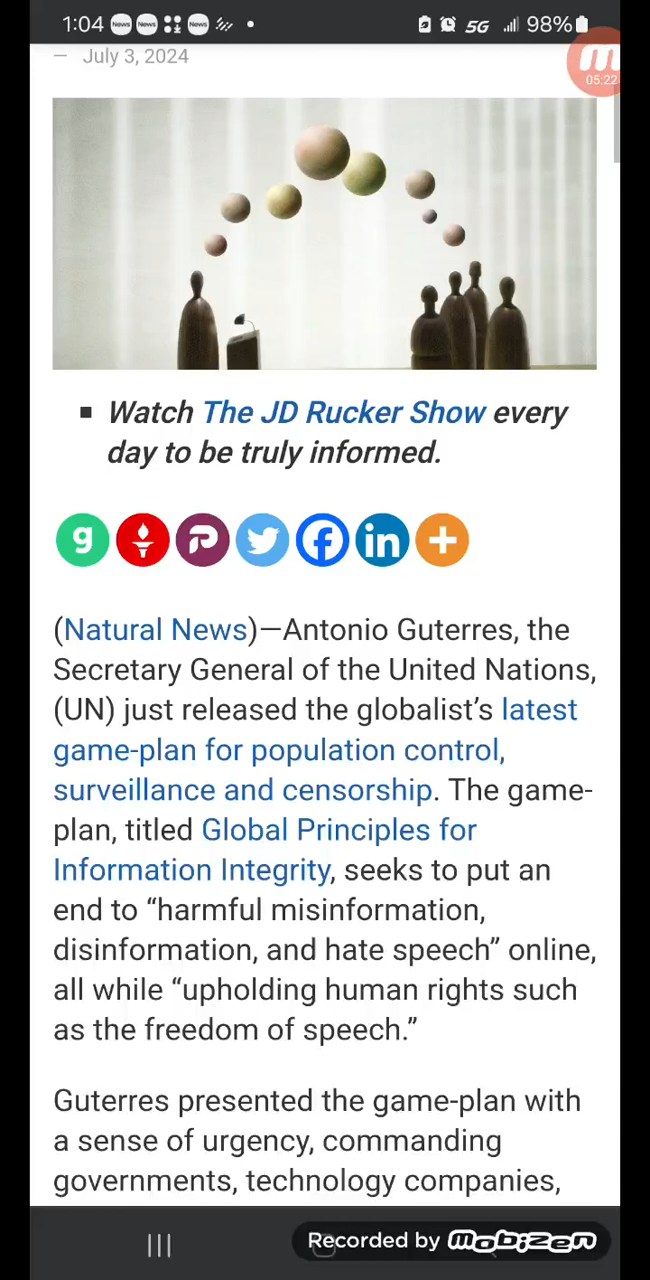 1:04 News News News 5G 98%
05:22
— July 3, 2024
▪ Watch The JD Rucker Show every
day to be truly informed.
(Natural News)—Antonio Guterres, the
Secretary General of the United Nations,
(UN) just released the globalist’s latest
game-plan for population control,
surveillance and censorship. The game-
plan, titled Global Principles for
Information Integrity, seeks to put an
end to “harmful misinformation,
disinformation, and hate speech” online,
all while “upholding human rights such
as the freedom of speech.”
Guterres presented the game-plan with
a sense of urgency, commanding
governments, technology companies,
Recorded by mobizen